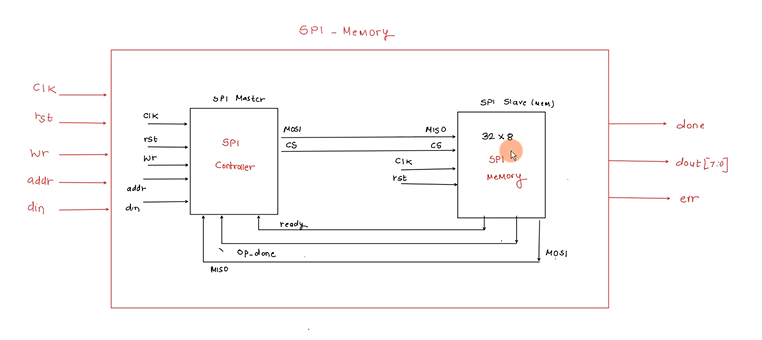 SPI - Memory
Clk
rst
wr
addr
din
SPI Master
Clk
rst
wr
addr
din
SPI
Controller
MOSI
CS
MISO
CS
Clk
rst
SPI Slave (MEM)
32 x 8
SPI
Memory
ready
op_done
MISO
MOSI
done
dout[7:0]
err